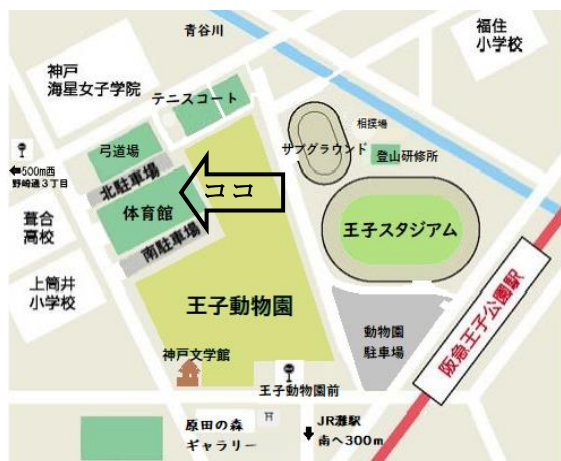 青谷川
福住
小学校
神戸
海星女子学院
テニスコート
相撲場
サブグラウンド
登山研修所
弓道場
←500m西
野崎通3丁目
北駐車場
ココ
体育館
葺合
高校
南駐車場
王子スタジアム
上筒井
小学校
王子動物園
動物園
駐車場
阪急王子公園駅
神戸文学館
王子動物園前
原田の森
ギャラリー
JR灘駅
南へ300m